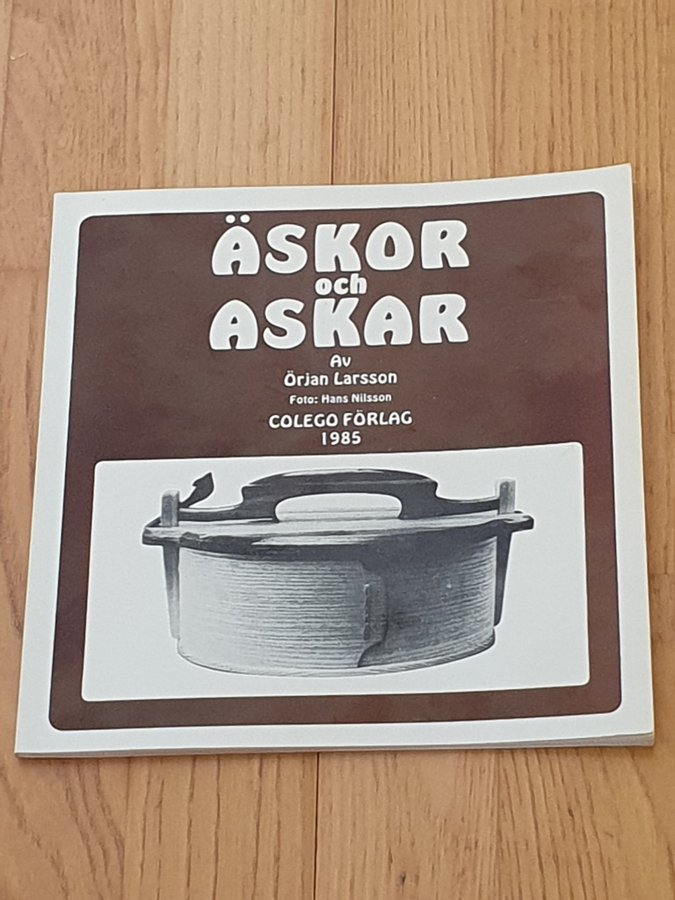 ÄSKOR
och
ASKAR
Av
Örjan Larsson
Foto: Hans Nilsson
COLEGO FÖRLAG
1985